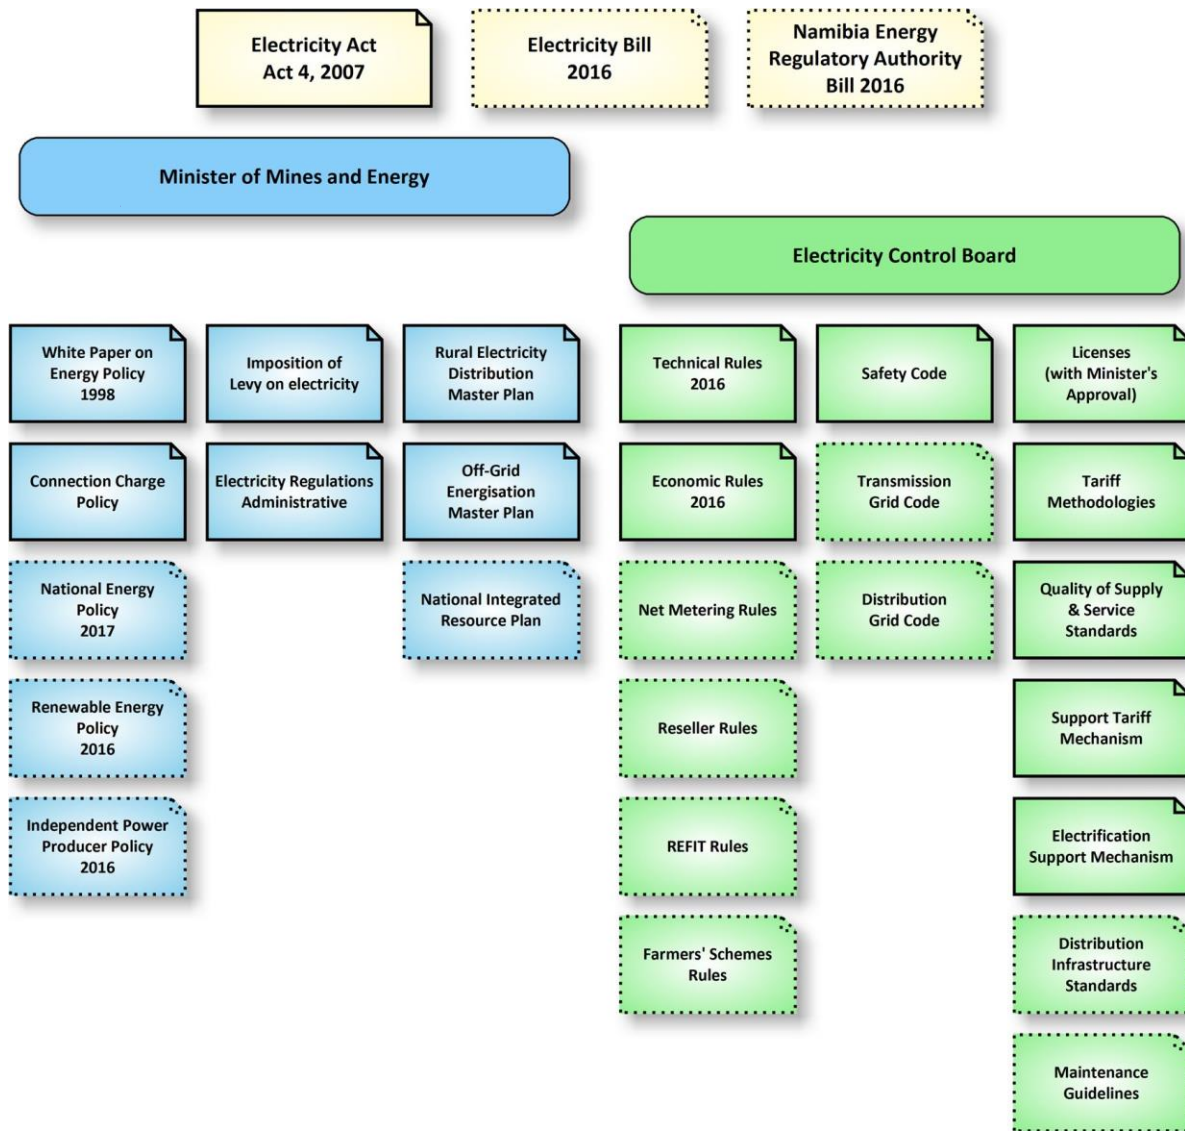 Electricity Act
Act 4, 2007
Electricity Bill
2016
Namibia Energy
Regulatory Authority
Bill 2016
Minister of Mines and Energy
Electricity Control Board
White Paper on
Energy Policy
1998
Imposition of
Levy on electricity
Rural Electricity
Distribution
Master Plan
Technical Rules
2016
Safety Code
Licenses
(with Minister's
Approval)
Connection Charge
Policy
Electricity Regulations
Administrative
Off-Grid
Energisation
Master Plan
Economic Rules
2016
Transmission
Grid Code
Tariff
Methodologies
National Energy
Policy
2017
National Integrated
Resource Plan
Net Metering Rules
Distribution
Grid Code
Quality of Supply
& Service
Standards
Renewable Energy
Policy
2016
Reseller Rules
Support Tariff
Mechanism
Independent Power
Producer Policy
2016
REFIT Rules
Electrification
Support Mechanism
Farmers' Schemes
Rules
Distribution
Infrastructure
Standards
Maintenance
Guidelines